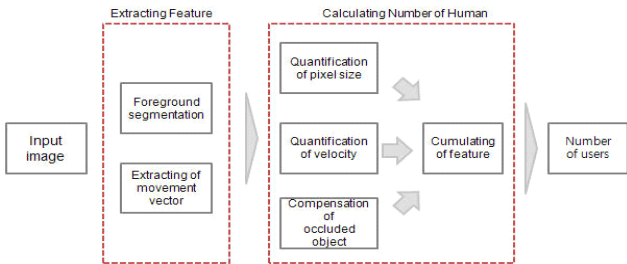 Extracting Feature
Calculating Number of Human
Input
image
Foreground
segmentation
Extracting of
movement
vector
Quantification
of pixel size
Quantification
of velocity
Compensation
of
occluded
object
Cumulating
of feature
Number
of users